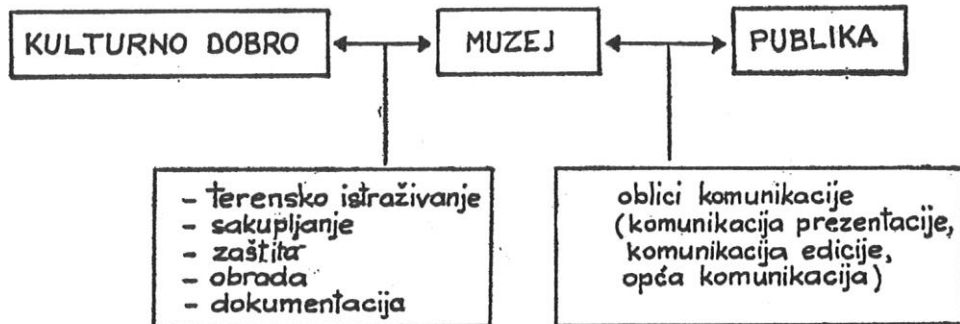 KULTURNO DOBRO
MUZEJ
PUBLIKA
- terensko istraživanje
- sakupljanje
- zaštita
- obrada
- dokumentacija
oblici komunikacije
(komunikacija prezentacije,
komunikacija edicije,
opća komunikacija)